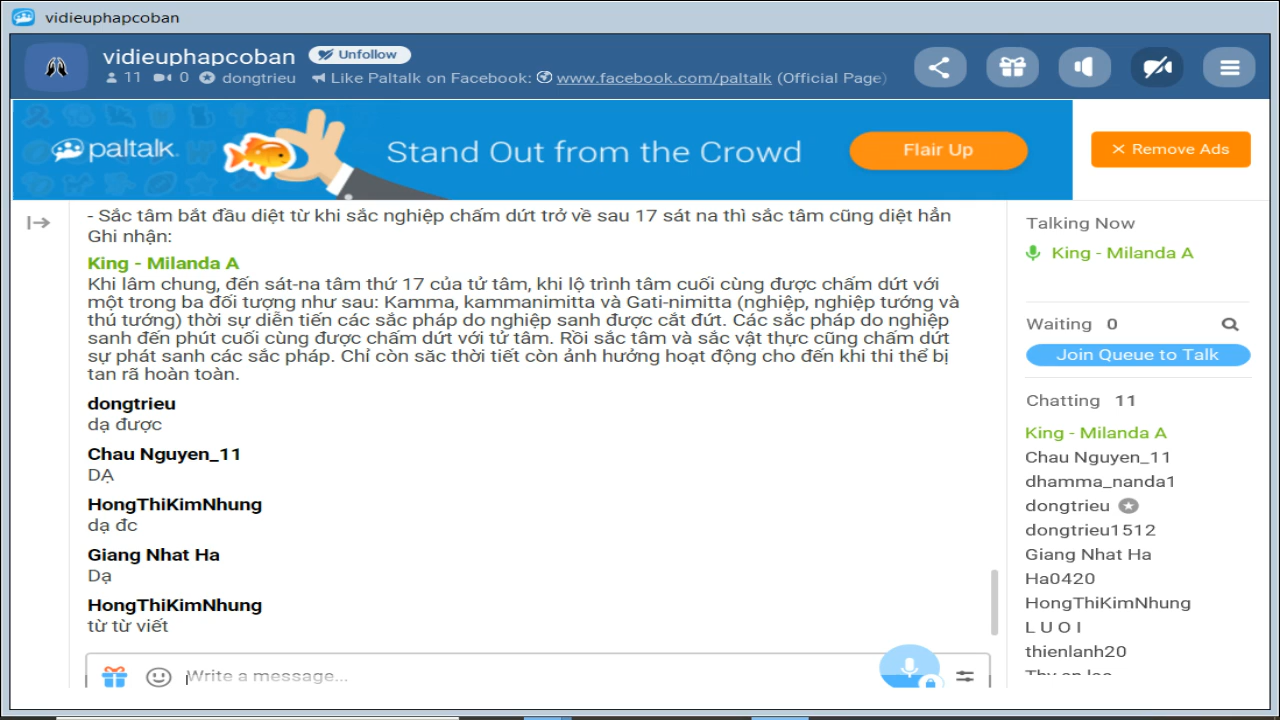 vidieuphapcoban
vidieuphapcoban Unfollow
11 0 dongtrieu Like Paltalk on Facebook: www.facebook.com/paltalk (Official Page)
paltalk Stand Out from the Crowd Flair Up
Remove Ads
- Sắc tâm bắt đầu diệt từ khi sắc nghiệp chấm dứt trở về sau 17 sát na thì sắc tâm cũng diệt hẳn
Ghi nhận:
King - Milanda A
Khi lâm chung, đến sát-na tâm thứ 17 của tử tâm, khi lộ trình tâm cuối cùng được chấm dứt với
một trong ba đối tượng như sau: Kamma, kammanimitta và Gati-nimitta (nghiệp, nghiệp tướng và
thú tướng) thời sự diễn tiến các sắc pháp do nghiệp sanh được cắt đứt. Các sắc pháp do nghiệp
sanh đến phút cuối cùng được chấm dứt với tử tâm. Rồi sắc tâm và sắc vật thực cũng chấm dứt
sự phát sanh các sắc pháp. Chỉ còn săc thời tiết còn ảnh hưởng hoạt động cho đến khi thi thể bị
tan rã hoàn toàn.
dongtrieu
dạ được
Chau Nguyen_11
DẠ
HongThiKimNhung
dạ đc
Giang Nhat Ha
Dạ
HongThiKimNhung
từ từ viết
Write a message...
Talking Now
King - Milanda A
Waiting 0
Join Queue to Talk
Chatting 11
King - Milanda A
Chau Nguyen_11
dhamma_nanda1
dongtrieu
dongtrieu1512
Giang Nhat Ha
Ha0420
HongThiKimNhung
L U O I
thienlanh20